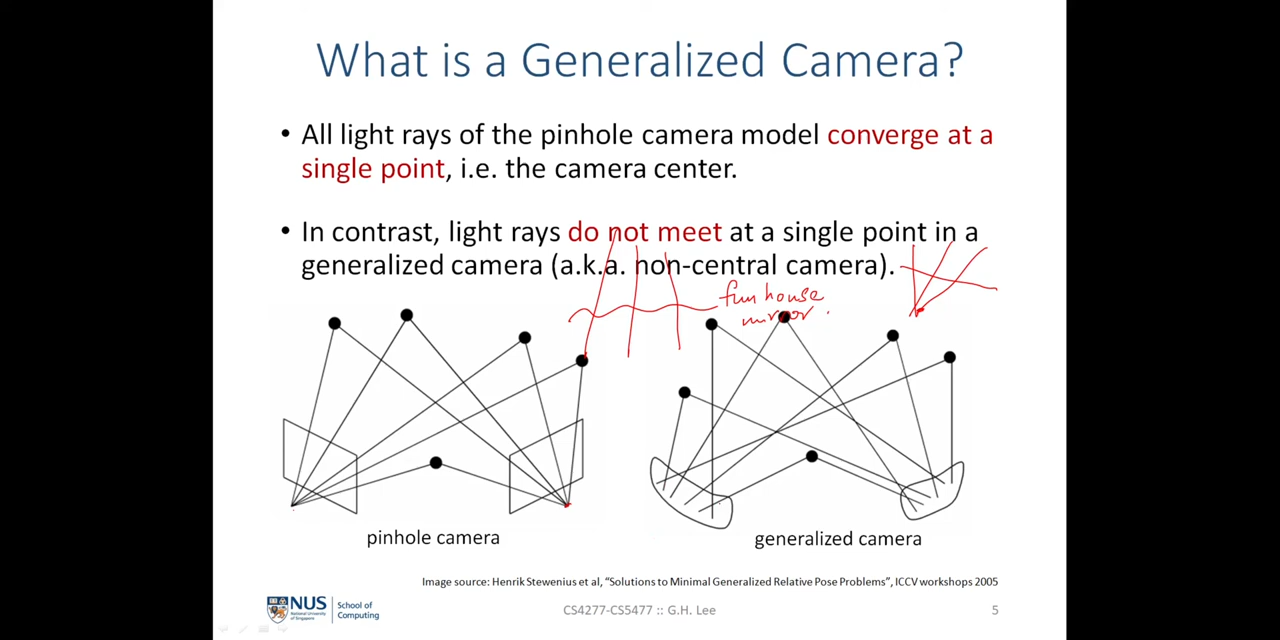 What is a Generalized Camera?
• All light rays of the pinhole camera model converge at a
single point, i.e. the camera center.
• In contrast, light rays do not meet at a single point in a
generalized camera (a.k.a. non-central camera).
fun house
mirror.
pinhole camera
generalized camera
Image source: Henrik Stewenius et al, “Solutions to Minimal Generalized Relative Pose Problems”, ICCV workshops 2005
NUS
National University
of Singapore
School of
Computing
CS4277-CS5477 :: G.H. Lee
5